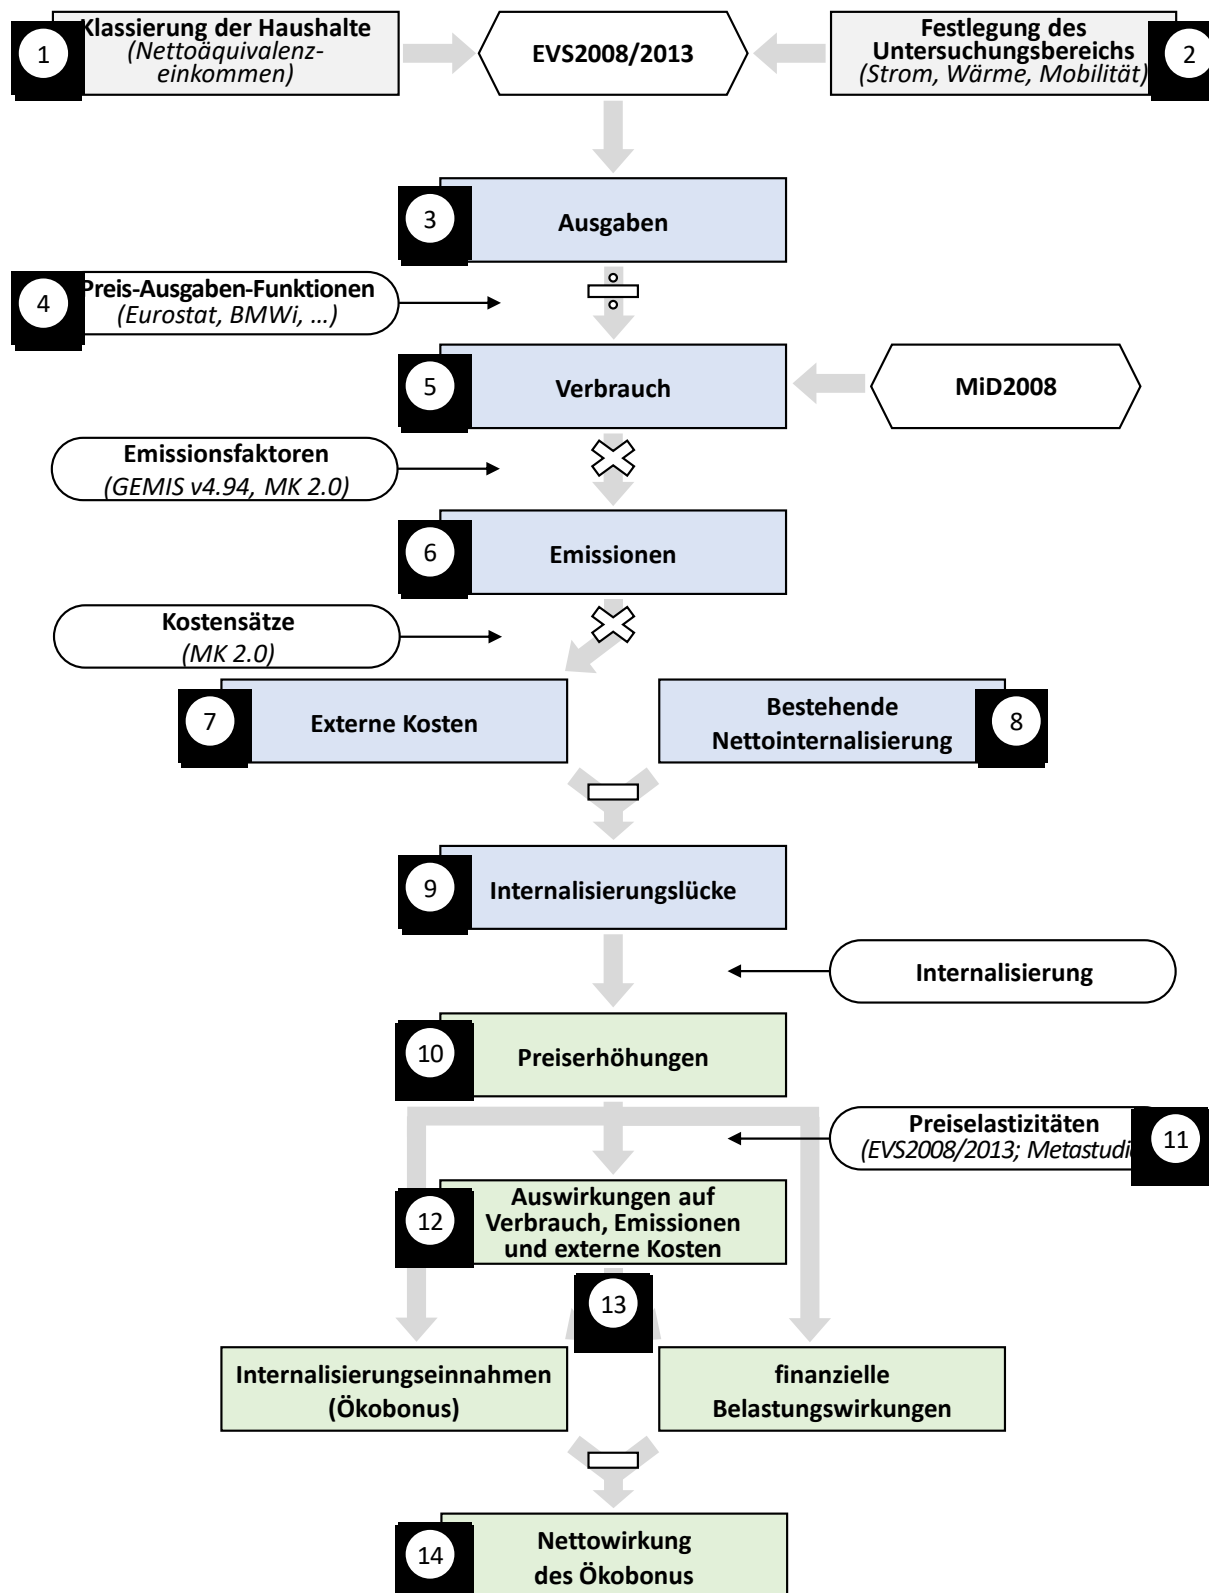 Klassierung der Haushalte
(Nettoäquivalenz-
einkommen)
1
EVS2008/2013
Festlegung des
Untersuchungsbereichs
(Strom, Wärme, Mobilität)
2
3
Ausgaben
4
Preis-Ausgaben-Funktionen
(Eurostat, BMWi, …)
5
Verbrauch
MiD2008
Emissionsfaktoren
(GEMIS v4.94, MK 2.0)
6
Emissionen
Kostensätze
(MK 2.0)
7
Externe Kosten
Bestehende
Nettointernalisierung
8
9
Internalisierungslücke
Internalisierung
10
Preiserhöhungen
Preiselastizitäten
(EVS2008/2013; Metastudie
11
12
Auswirkungen auf
Verbrauch, Emissionen
und externe Kosten
13
Internalisierungseinnahmen
(Ökobonus)
finanzielle
Belastungswirkungen
14
Nettowirkung
des Ökobonus